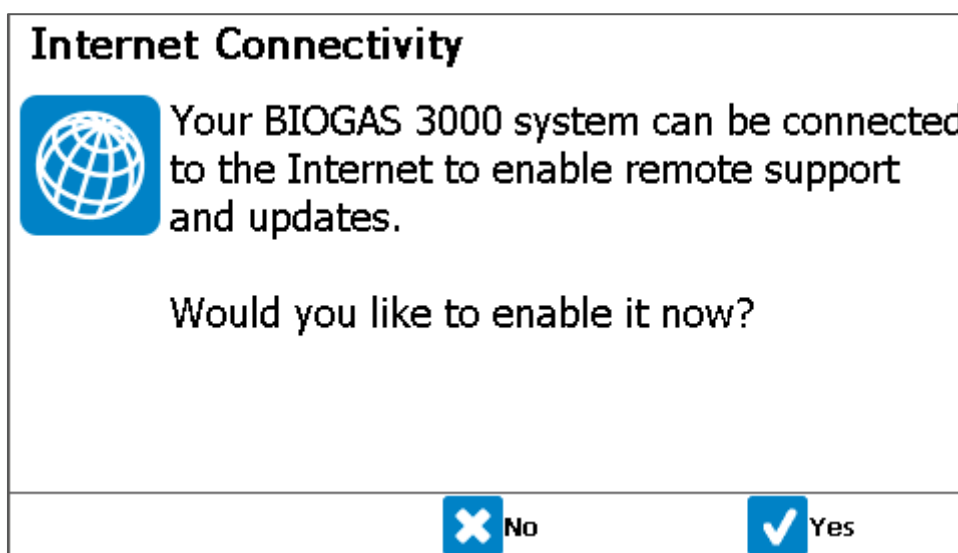 Internet Connectivity
Your BIOGAS 3000 system can be connected
to the Internet to enable remote support
and updates.
Would you like to enable it now?
No
Yes